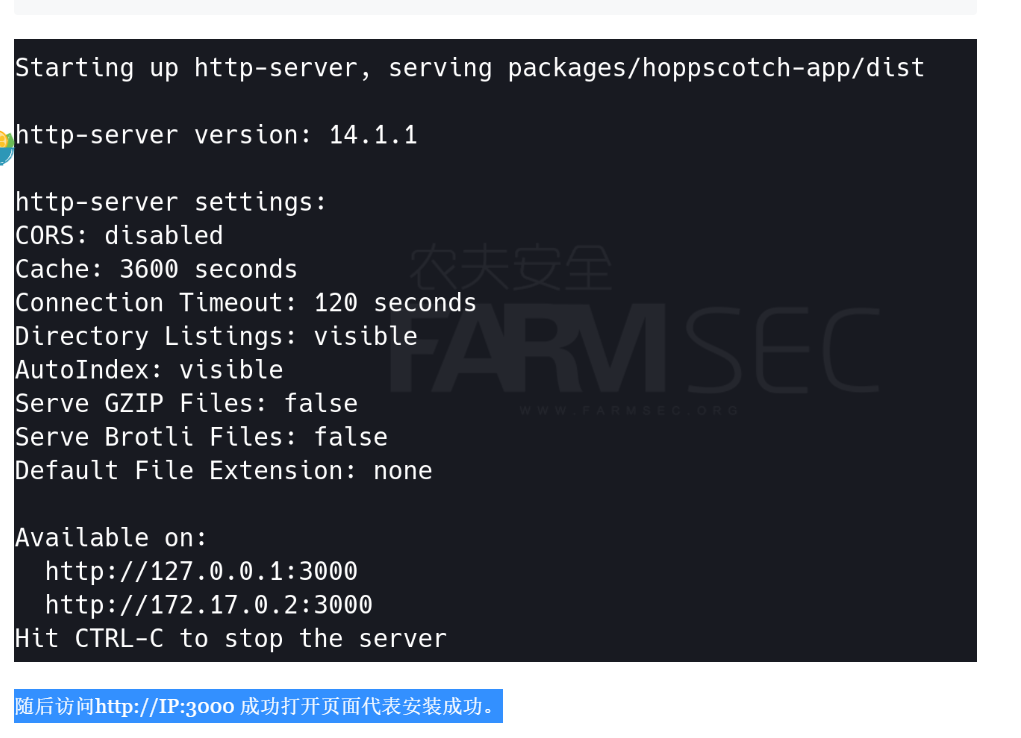 Starting up http-server, serving packages/hoppscotch-app/dist
http-server version: 14.1.1
http-server settings:
CORS: disabled
Cache: 3600 seconds
Connection Timeout: 120 seconds
Directory Listings: visible
AutoIndex: visible
Serve GZIP Files: false
Serve Brotli Files: false
Default File Extension: none
农夫安全
FARMSEC
WWW.FARMSEC.ORG
Available on:
http://127.0.0.1:3000
http://172.17.0.2:3000
Hit CTRL-C to stop the server
随后访问http://IP:3000 成功打开页面代表安装成功。